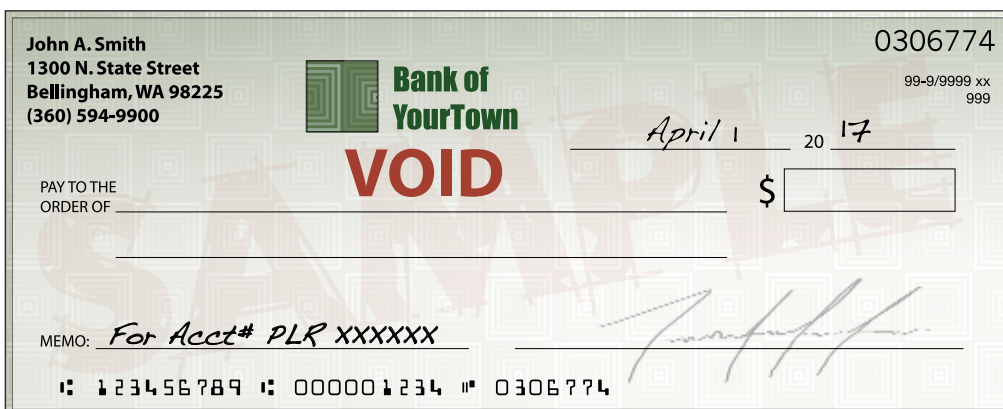 John A. Smith
1300 N. State Street
Bellingham, WA 98225
(360) 594-9900
Bank of
YourTown
VOID
0306774
99-9/9999 xx
999
April 1 20 17
PAY TO THE
ORDER OF
$
SAMPLE
MEMO: For Acct# PLR XXXXXX
⑆ 123456789 ⑆ 000001234 ⑈ 0306774